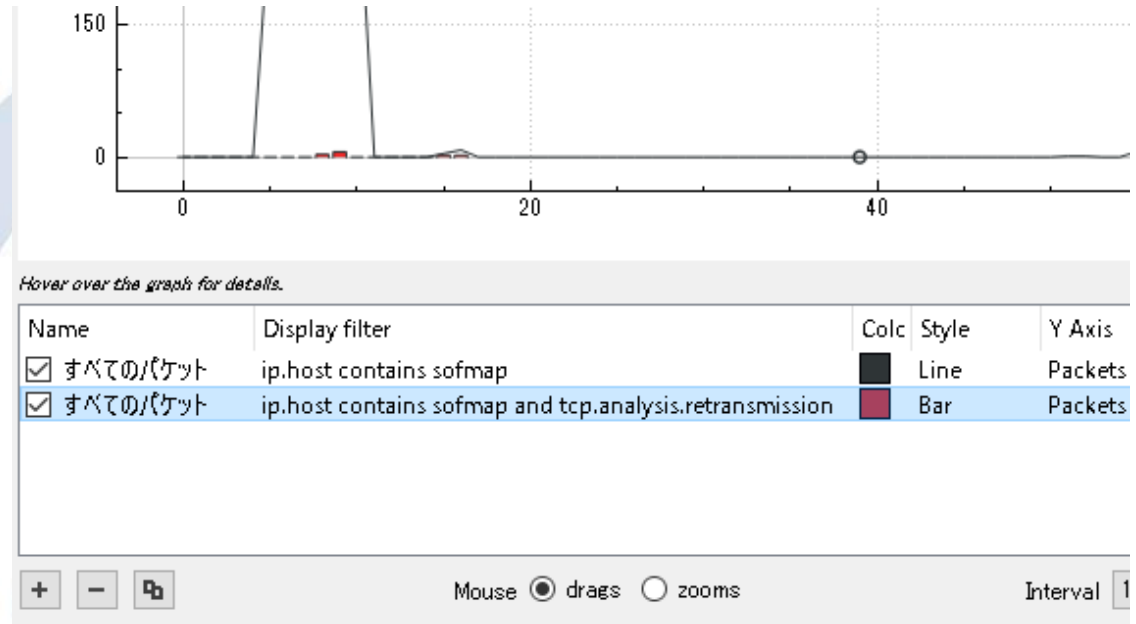 150
0
0 20 40
Hover over the graph for details.
Name Display filter Colc Style Y Axis
すべてのパケット ip.host contains sofmap Line Packets
すべてのパケット ip.host contains sofmap and tcp.analysis.retransmission Bar Packets
Mouse drags zooms Interval 1